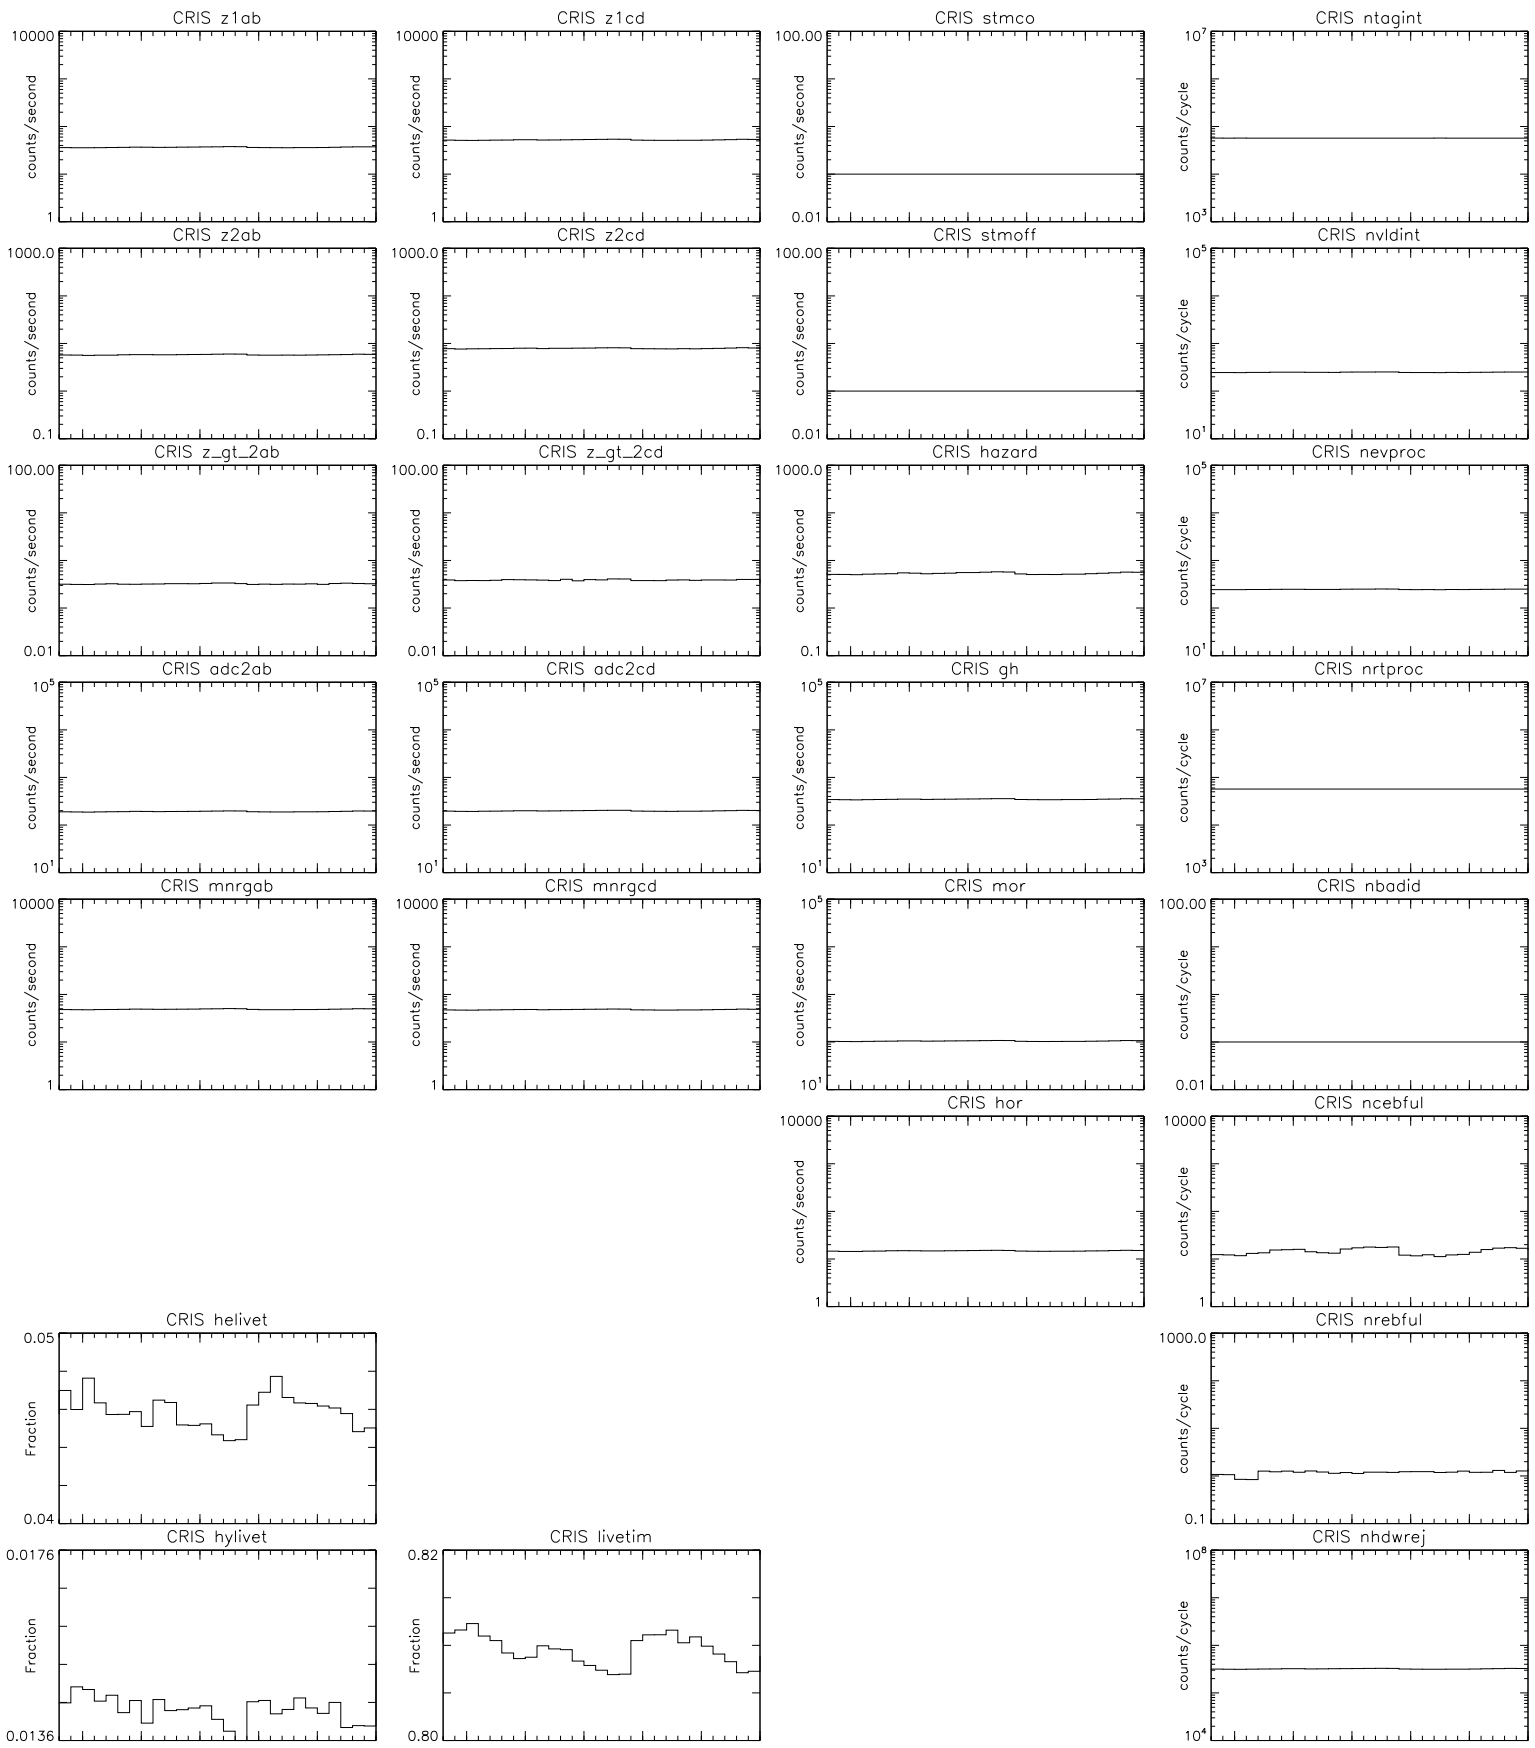 CRIS z1ab
10000
counts/second
1
CRIS z1cd
10000
counts/second
1
CRIS stmco
100.00
counts/second
0.01
CRIS ntagint
10⁷
counts/cycle
10³
CRIS z2ab
1000.0
counts/second
0.1
CRIS z2cd
1000.0
counts/second
0.1
CRIS stmoff
100.00
counts/second
0.01
CRIS nvldint
10⁵
counts/cycle
10¹
CRIS z_gt_2ab
100.00
counts/second
0.01
CRIS z_gt_2cd
100.00
counts/second
0.01
CRIS hazard
1000.0
counts/second
0.1
CRIS nevproc
10⁵
counts/cycle
10¹
CRIS adc2ab
10⁵
counts/second
10¹
CRIS adc2cd
10⁵
counts/second
10¹
CRIS gh
10⁵
counts/second
10¹
CRIS nrtproc
10⁷
counts/cycle
10³
CRIS mnrgab
10000
counts/second
1
CRIS mnrgcd
10000
counts/second
1
CRIS mor
10⁵
counts/second
10¹
CRIS nbadid
100.00
counts/cycle
0.01
CRIS hor
10000
counts/second
1
CRIS ncebful
10000
counts/cycle
1
CRIS helivet
0.05
Fraction
0.04
CRIS nrebful
1000.0
counts/cycle
0.1
CRIS hylivet
0.0176
Fraction
0.0136
CRIS livetim
0.82
Fraction
0.80
CRIS nhdwrej
10⁸
counts/cycle
10⁴